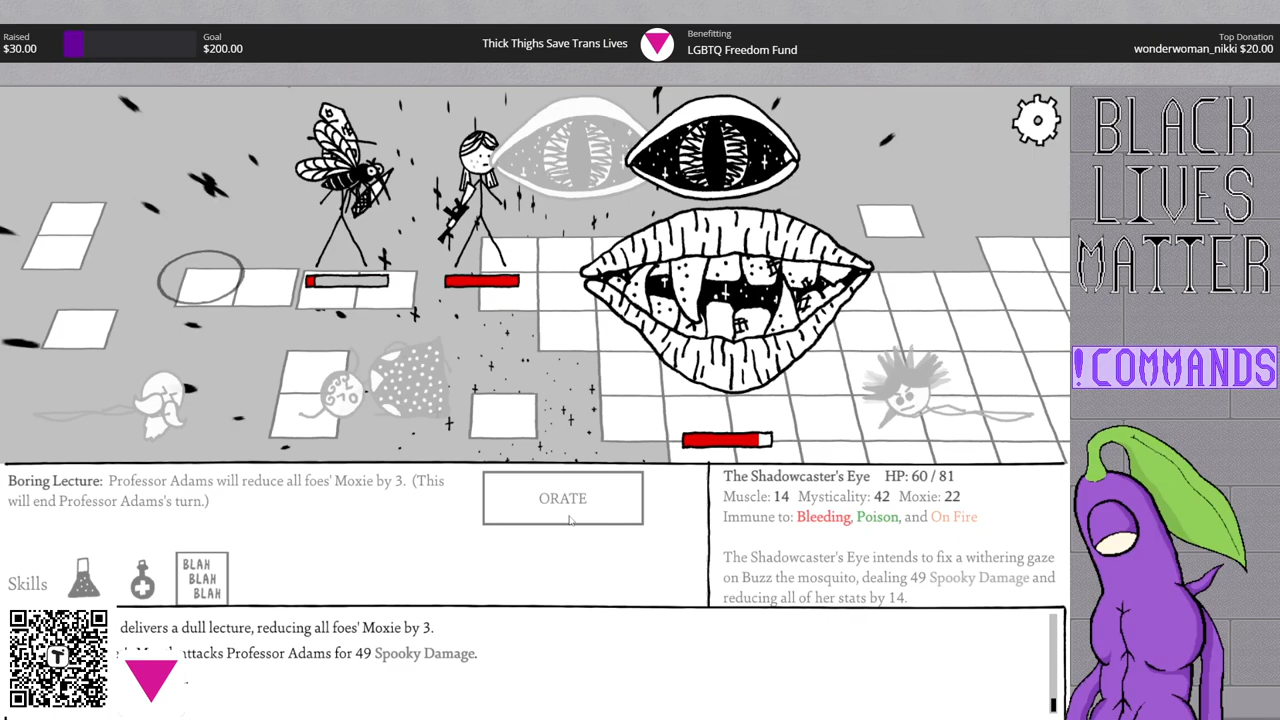 Raised
$30.00
Goal
$200.00
Thick Thighs Save Trans Lives
Benefitting
LGBTQ Freedom Fund
Top Donation
wonderwoman_nikki $20.00
BLACK
LIVES
MATTER
!COMMANDS
Boring Lecture: Professor Adams will reduce all foes' Moxie by 3. (This
will end Professor Adams's turn.)
ORATE
Skills
BLAH
BLAH
BLAH
The Shadowcaster's Eye HP: 60 / 81
Muscle: 14 Mysticality: 42 Moxie: 22
Immune to: Bleeding, Poison, and On Fire
The Shadowcaster's Eye intends to fix a withering gaze
on Buzz the mosquito, dealing 49 Spooky Damage and
reducing all of her stats by 14.
delivers a dull lecture, reducing all foes' Moxie by 3.
attacks Professor Adams for 49 Spooky Damage.